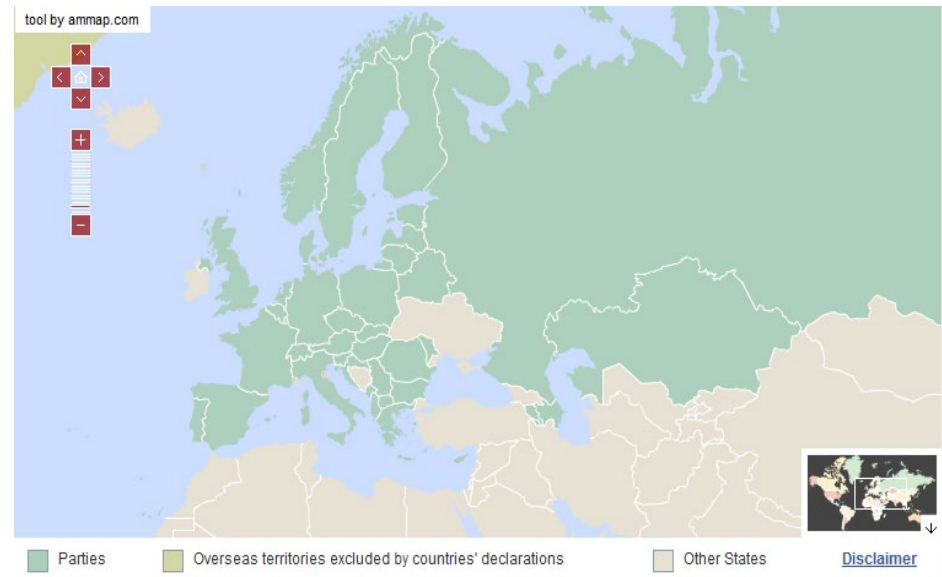 tool by ammap.com
Parties
Overseas territories excluded by countries' declarations
Other States
Disclaimer